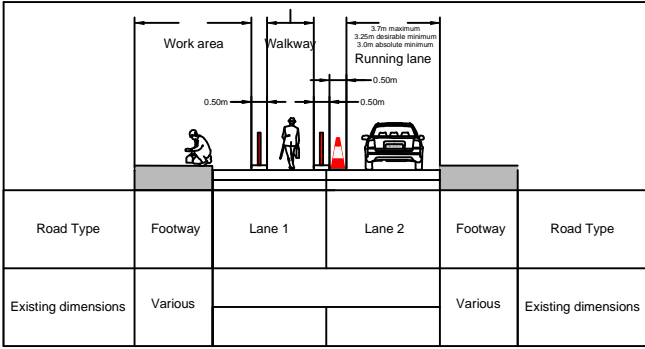 3.7m maximum
3.25m desirable minimum
3.0m absolute minimum
Work area
Walkway
Running lane
0.50m
0.50m
0.50m
Road Type
Footway
Lane 1
Lane 2
Footway
Road Type
Existing dimensions
Various
Various
Existing dimensions